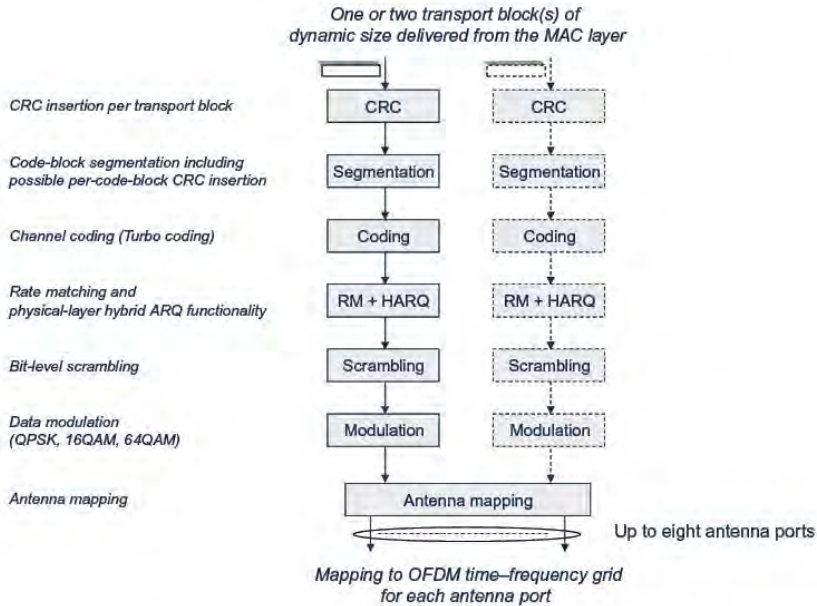 One or two transport block(s) of
dynamic size delivered from the MAC layer
CRC insertion per transport block
CRC
CRC
Code-block segmentation including
possible per-code-block CRC insertion
Segmentation
Segmentation
Channel coding (Turbo coding)
Coding
Coding
Rate matching and
physical-layer hybrid ARQ functionality
RM + HARQ
RM + HARQ
Bit-level scrambling
Scrambling
Scrambling
Data modulation
(QPSK, 16QAM, 64QAM)
Modulation
Modulation
Antenna mapping
Antenna mapping
Up to eight antenna ports
Mapping to OFDM time–frequency grid
for each antenna port